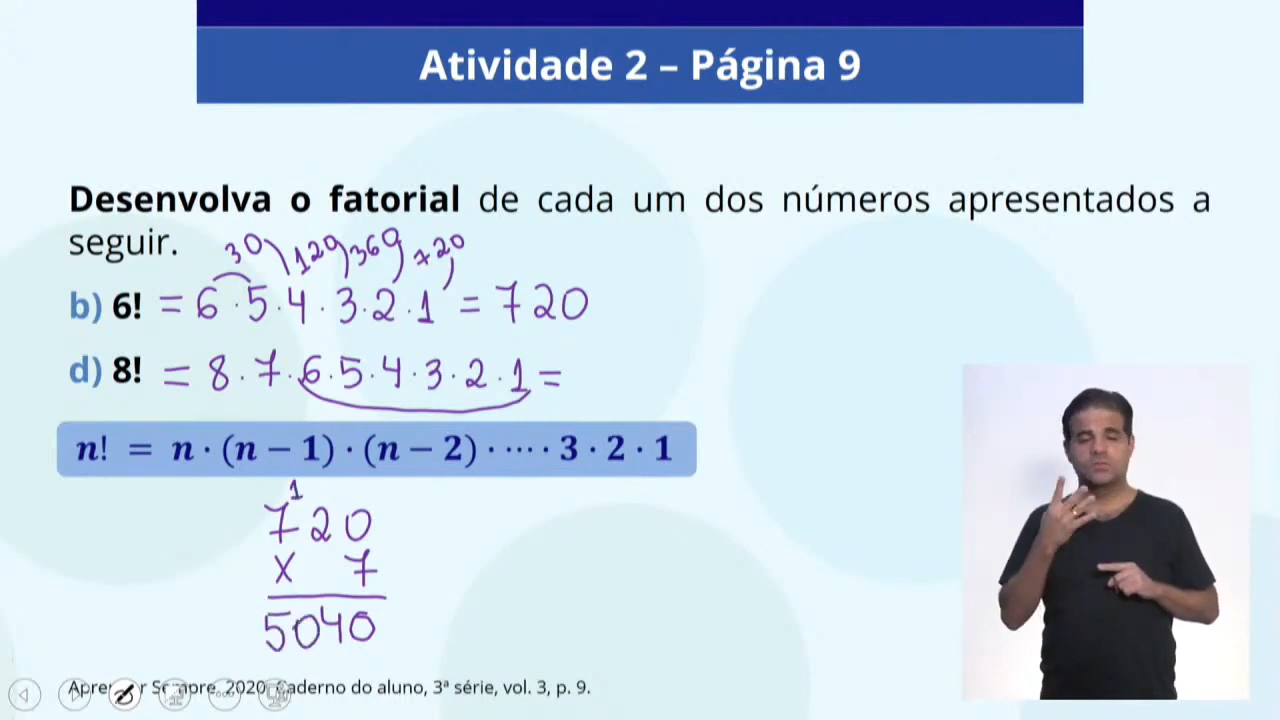 Atividade 2 – Página 9
Desenvolva o fatorial de cada um dos números apresentados a
seguir.
30 120 360 720
b) 6! = 6 · 5 · 4 · 3 · 2 · 1 = 720
d) 8! = 8 · 7 · 6 · 5 · 4 · 3 · 2 · 1 =
n! = n · (n − 1) · (n − 2) · ⋯ · 3 · 2 · 1
1
720
x 7
5040
Aprender Sempre, 2020, Caderno do aluno, 3ª série, vol. 3, p. 9.